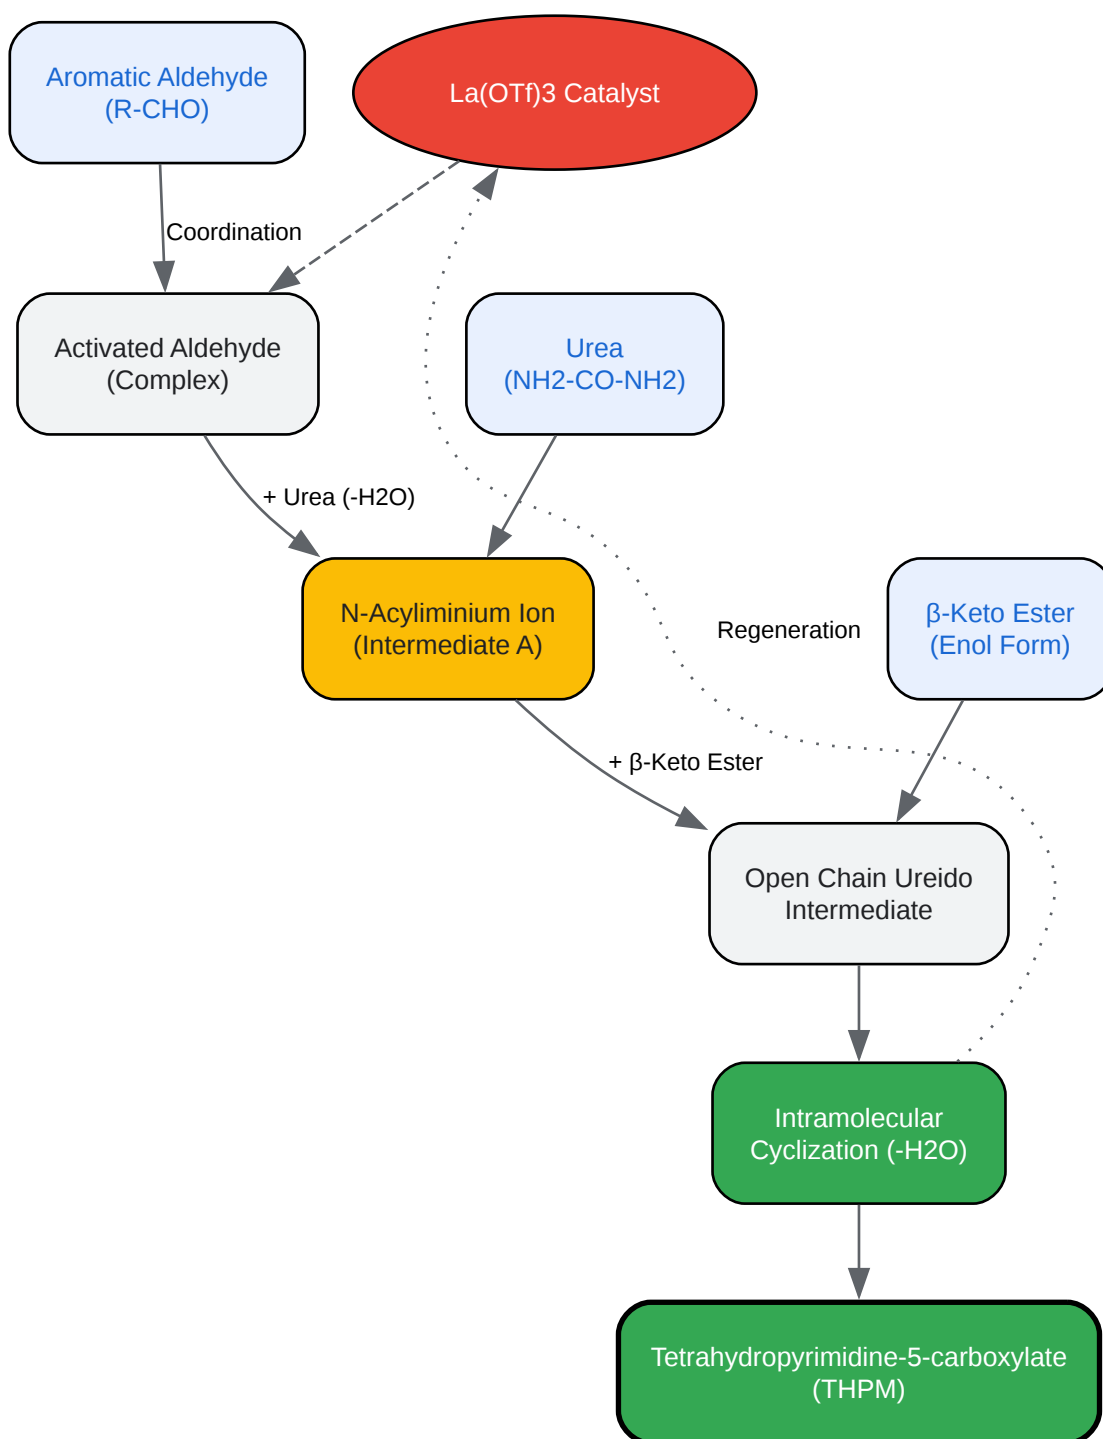 Aromatic Aldehyde
(R-CHO)
La(OTf)3 Catalyst
Coordination
Activated Aldehyde
(Complex)
Urea
(NH2-CO-NH2)
+ Urea (-H2O)
N-Acyliminium Ion
(Intermediate A)
Regeneration
β-Keto Ester
(Enol Form)
+ β-Keto Ester
Open Chain Ureido
Intermediate
Intramolecular
Cyclization (-H2O)
Tetrahydropyrimidine-5-carboxylate
(THPM)